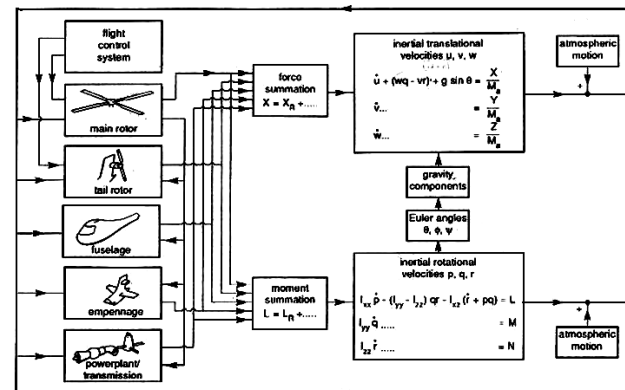 flight
control
system
main rotor
tail rotor
fuselage
empennage
powerplant/
transmission
force
summation
X = X_R + .....
moment
summation
L = L_R + .....
inertial translational
velocities u, v, w
u̇ + (wq - vr) + g sin θ = X/M_a
v̇... = Y/M_a
ẇ... = Z/M_a
gravity
components
Euler angles
θ, φ, ψ
inertial rotational
velocities p, q, r
I_xx ṗ - (I_yy - I_zz) qr - I_xz (ṙ + pq) = L
I_yy q̇ ..... = M
I_zz ṙ ..... = N
atmospheric
motion
+
+
atmospheric
motion